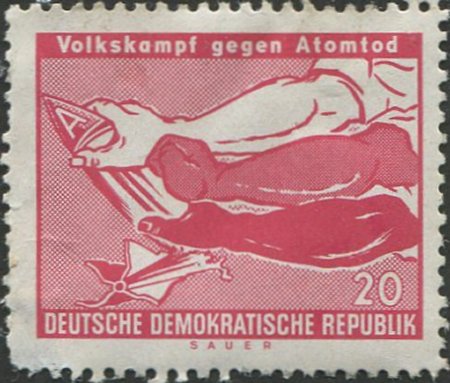 Volkskampf gegen Atomtod
A
20
DEUTSCHE DEMOKRATISCHE REPUBLIK
SAUER